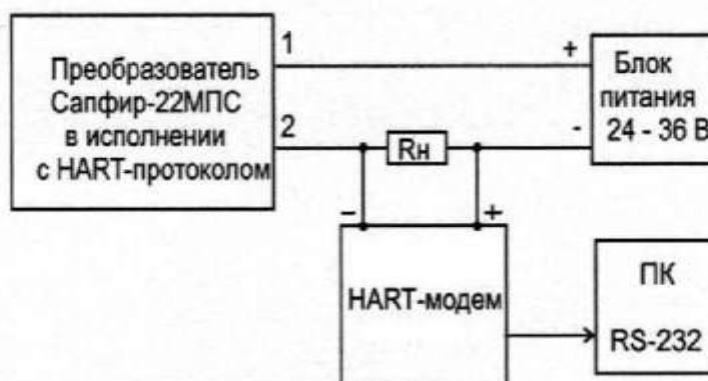 Преобразователь
Сапфир-22МПС
в исполнении
с HART-протоколом
1
2
+
-
Блок
питания
24 - 36 В
Rн
–
+
HART-модем
ПК
RS-232